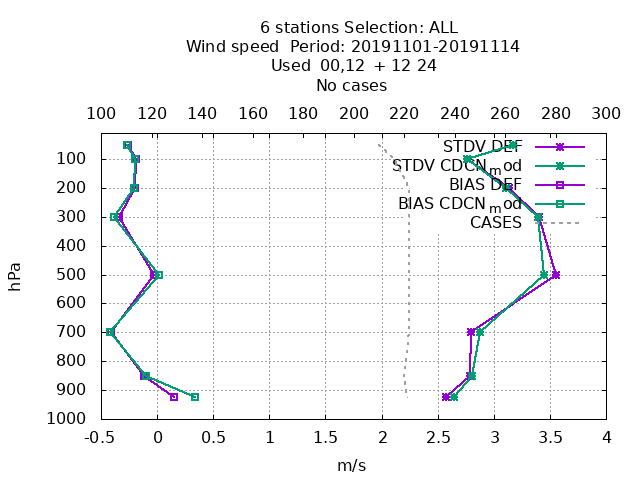 6 stations Selection: ALL
Wind speed  Period: 20191101-20191114
Used  00,12  + 12 24
No cases
100 120 140 160 180 200 220 240 260 280 300
STDV DEF
STDV CDCN_mod
BIAS DEF
BIAS CDCN_mod
CASES
100
200
300
400
500
600
700
800
900
1000
hPa
-0.5 0 0.5 1 1.5 2 2.5 3 3.5 4
m/s